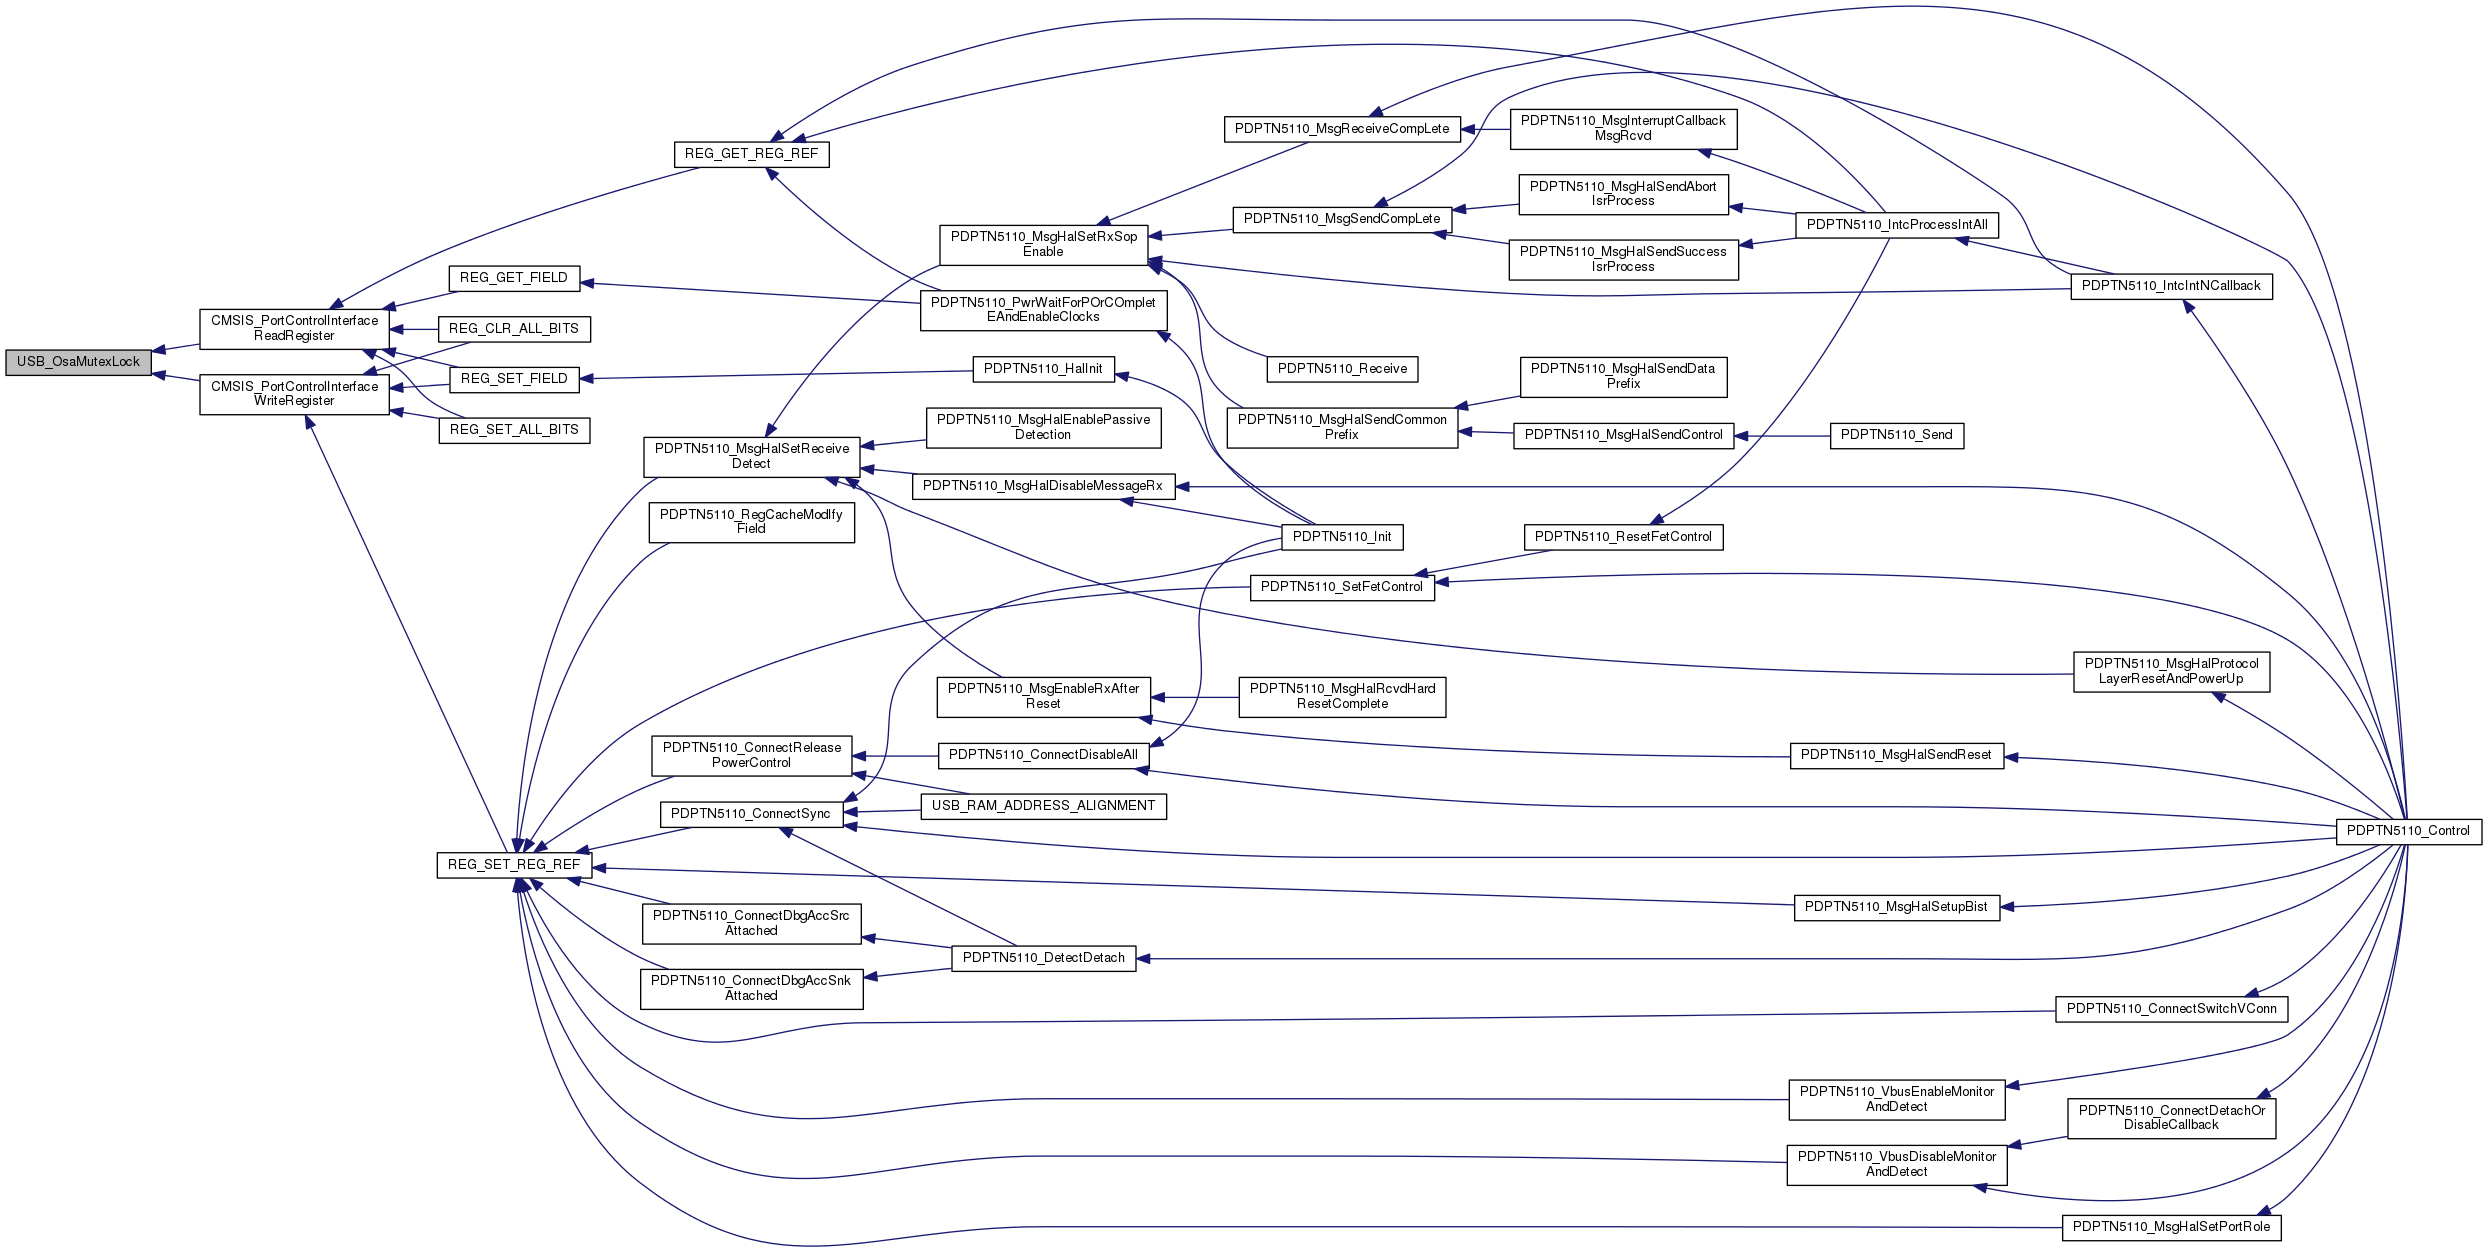 USB_OsaMutexLock
CMSIS_PortControlInterface
ReadRegister
CMSIS_PortControlInterface
WriteRegister
REG_GET_FIELD
REG_CLR_ALL_BITS
REG_SET_FIELD
REG_SET_ALL_BITS
REG_SET_REG_REF
REG_GET_REG_REF
PDPTN5110_MsgHalSetReceive
Detect
PDPTN5110_RegCacheModIfy
Field
PDPTN5110_ConnectRelease
PowerControl
PDPTN5110_ConnectSync
PDPTN5110_ConnectDbgAccSrc
Attached
PDPTN5110_ConnectDbgAccSnk
Attached
PDPTN5110_MsgHalSetRxSop
Enable
PDPTN5110_PwrWaitForPOrCOmplet
EAndEnableClocks
PDPTN5110_HalInit
PDPTN5110_MsgHalEnablePassive
Detection
PDPTN5110_MsgHalDisableMessageRx
PDPTN5110_MsgEnableRxAfter
Reset
PDPTN5110_ConnectDisableAll
USB_RAM_ADDRESS_ALIGNMENT
PDPTN5110_DetectDetach
PDPTN5110_MsgReceiveCompLete
PDPTN5110_MsgSendCompLete
PDPTN5110_Receive
PDPTN5110_MsgHalSendCommon
Prefix
PDPTN5110_Init
PDPTN5110_SetFetControl
PDPTN5110_MsgHalRcvdHard
ResetComplete
PDPTN5110_MsgInterruptCallback
MsgRcvd
PDPTN5110_MsgHalSendAbort
IsrProcess
PDPTN5110_MsgHalSendSuccess
IsrProcess
PDPTN5110_MsgHalSendData
Prefix
PDPTN5110_MsgHalSendControl
PDPTN5110_ResetFetControl
PDPTN5110_IntcProcessIntAll
PDPTN5110_Send
PDPTN5110_MsgHalSendReset
PDPTN5110_MsgHalSetupBist
PDPTN5110_VbusEnableMonitor
AndDetect
PDPTN5110_VbusDisableMonitor
AndDetect
PDPTN5110_IntcIntNCallback
PDPTN5110_MsgHalProtocol
LayerResetAndPowerUp
PDPTN5110_ConnectSwitchVConn
PDPTN5110_ConnectDetachOr
DisableCallback
PDPTN5110_MsgHalSetPortRole
PDPTN5110_Control